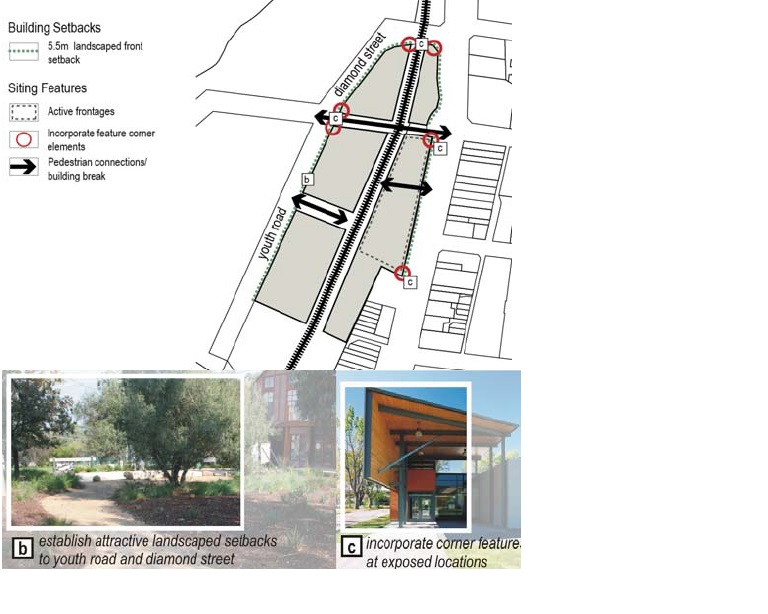 Building Setbacks
5.5m landscaped front
setback
Siting Features
Active frontages
Incorporate feature corner
elements
Pedestrian connections/
building break
diamond street
c
c
c
b
youth road
c
b establish attractive landscaped setbacks
to youth road and diamond street
c incorporate corner features
at exposed locations